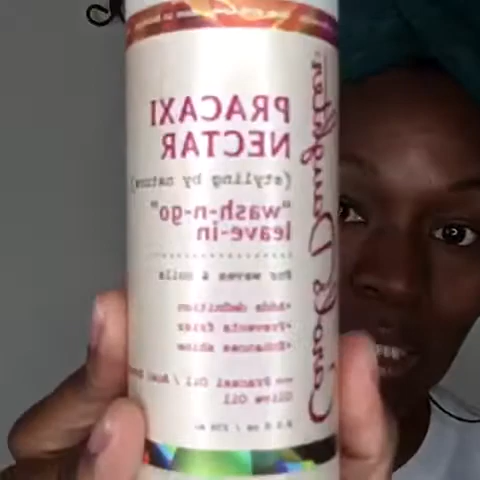 Carol's Daughter
PRACAXI
NECTAR
(styling by nature)
"wash-n-go"
leave-in
For waves & coils
•Adds definition
•Prevents frizz
•Enhances shine
Pracaxi Oil / Acai
Olive Oil